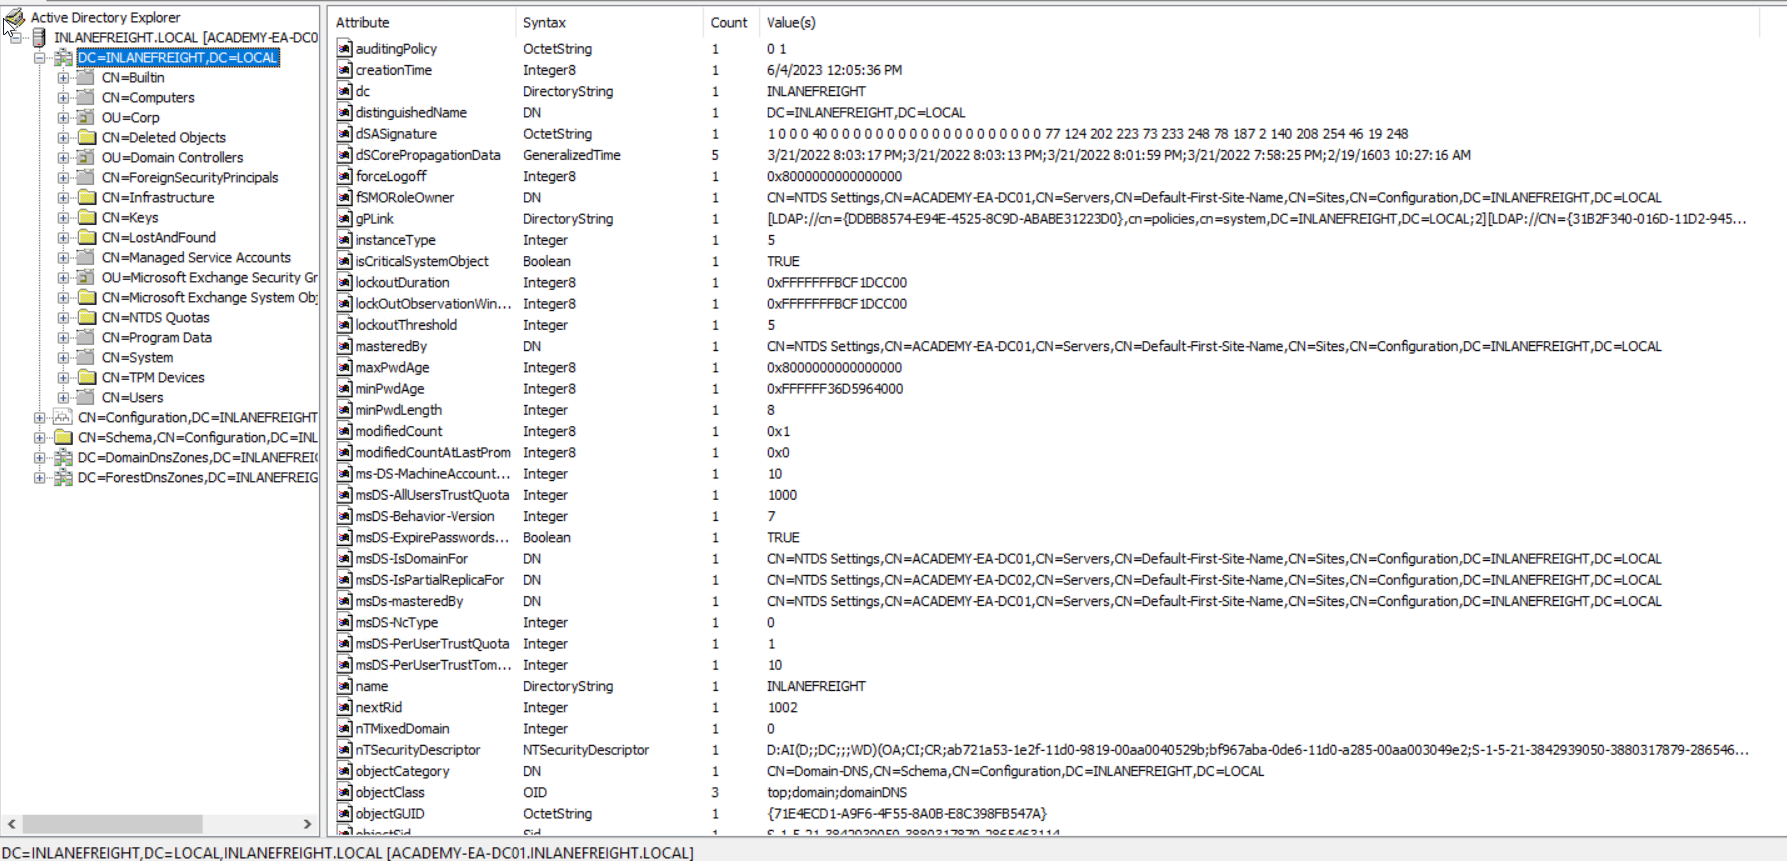 Active Directory Explorer
INLANEFREIGHT.LOCAL [ACADEMY-EA-DC0
DC=INLANEFREIGHT,DC=LOCAL
CN=Builtin
CN=Computers
OU=Corp
CN=Deleted Objects
OU=Domain Controllers
CN=ForeignSecurityPrincipals
CN=Infrastructure
CN=Keys
CN=LostAndFound
CN=Managed Service Accounts
OU=Microsoft Exchange Security Gr
CN=Microsoft Exchange System Obj
CN=NTDS Quotas
CN=Program Data
CN=System
CN=TPM Devices
CN=Users
CN=Configuration,DC=INLANEFREIGHT
CN=Schema,CN=Configuration,DC=INL
DC=DomainDnsZones,DC=INLANEFREI
DC=ForestDnsZones,DC=INLANEFREIG
Attribute Syntax Count Value(s)
auditingPolicy OctetString 1 0 1
creationTime Integer8 1 6/4/2023 12:05:36 PM
dc DirectoryString 1 INLANEFREIGHT
distinguishedName DN 1 DC=INLANEFREIGHT,DC=LOCAL
dSASignature OctetString 1 1 0 0 0 40 0 0 0 0 0 0 0 0 0 0 0 0 0 0 0 0 0 0 0 77 124 202 223 73 233 248 78 187 2 140 208 254 46 19 248
dSCorePropagationData GeneralizedTime 5 3/21/2022 8:03:17 PM;3/21/2022 8:03:13 PM;3/21/2022 8:01:59 PM;3/21/2022 7:58:25 PM;2/19/1603 10:27:16 AM
forceLogoff Integer8 1 0x8000000000000000
fSMORoleOwner DN 1 CN=NTDS Settings,CN=ACADEMY-EA-DC01,CN=Servers,CN=Default-First-Site-Name,CN=Sites,CN=Configuration,DC=INLANEFREIGHT,DC=LOCAL
gPLink DirectoryString 1 [LDAP://cn={DDBB8574-E94E-4525-8C9D-ABABE31223D0},cn=policies,cn=system,DC=INLANEFREIGHT,DC=LOCAL;2][LDAP://CN={31B2F340-016D-11D2-945...
instanceType Integer 1 5
isCriticalSystemObject Boolean 1 TRUE
lockoutDuration Integer8 1 0xFFFFFFFBCF1DCC00
lockOutObservationWin... Integer8 1 0xFFFFFFFBCF1DCC00
lockoutThreshold Integer 1 5
masteredBy DN 1 CN=NTDS Settings,CN=ACADEMY-EA-DC01,CN=Servers,CN=Default-First-Site-Name,CN=Sites,CN=Configuration,DC=INLANEFREIGHT,DC=LOCAL
maxPwdAge Integer8 1 0x8000000000000000
minPwdAge Integer8 1 0xFFFFFF36D5964000
minPwdLength Integer 1 8
modifiedCount Integer8 1 0x1
modifiedCountAtLastProm Integer8 1 0x0
ms-DS-MachineAccount... Integer 1 10
msDS-AllUsersTrustQuota Integer 1 1000
msDS-Behavior-Version Integer 1 7
msDS-ExpirePasswords... Boolean 1 TRUE
msDS-IsDomainFor DN 1 CN=NTDS Settings,CN=ACADEMY-EA-DC01,CN=Servers,CN=Default-First-Site-Name,CN=Sites,CN=Configuration,DC=INLANEFREIGHT,DC=LOCAL
msDS-IsPartialReplicaFor DN 1 CN=NTDS Settings,CN=ACADEMY-EA-DC02,CN=Servers,CN=Default-First-Site-Name,CN=Sites,CN=Configuration,DC=INLANEFREIGHT,DC=LOCAL
msDs-masteredBy DN 1 CN=NTDS Settings,CN=ACADEMY-EA-DC01,CN=Servers,CN=Default-First-Site-Name,CN=Sites,CN=Configuration,DC=INLANEFREIGHT,DC=LOCAL
msDS-NcType Integer 1 0
msDS-PerUserTrustQuota Integer 1 1
msDS-PerUserTrustTom... Integer 1 10
name DirectoryString 1 INLANEFREIGHT
nextRid Integer 1 1002
nTMixedDomain Integer 1 0
nTSecurityDescriptor NTSecurityDescriptor 1 D:AI(D;;DC;;;WD)(OA;CI;CR;ab721a53-1e2f-11d0-9819-00aa0040529b;bf967aba-0de6-11d0-a285-00aa003049e2;S-1-5-21-3842939050-3880317879-286546...
objectCategory DN 1 CN=Domain-DNS,CN=Schema,CN=Configuration,DC=INLANEFREIGHT,DC=LOCAL
objectClass OID 3 top;domain;domainDNS
objectGUID OctetString 1 {71E4ECD1-A9F6-4F55-8A0B-E8C398FB547A}
objectSid Sid 1 S-1-5-21-3842939050-3880317879-2865463114
DC=INLANEFREIGHT,DC=LOCAL,INLANEFREIGHT.LOCAL [ACADEMY-EA-DC01.INLANEFREIGHT.LOCAL]